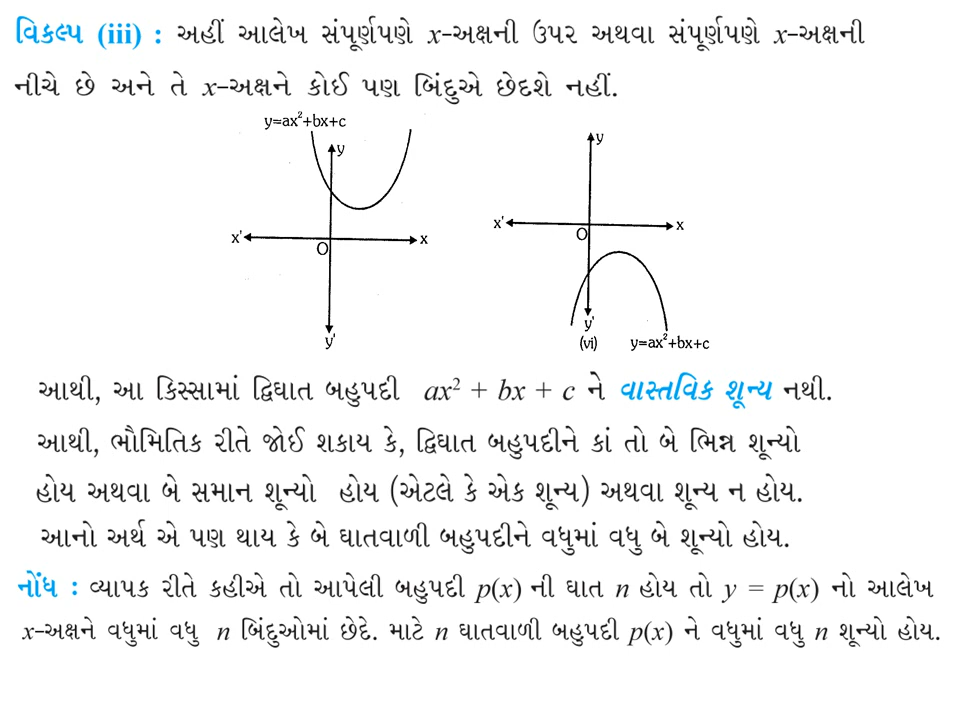 વિકલ્પ (iii) : અહીં આલેખ સંપૂર્ણપણે x-અક્ષની ઉપર અથવા સંપૂર્ણપણે x-અક્ષની
નીચે છે અને તે x-અક્ષને કોઈ પણ બિંદુએ છેદશે નહીં.
y=ax²+bx+c
y
x'
O
x
y'
y
x'
O
x
y'
(vi) y=ax²+bx+c
આથી, આ કિસ્સામાં દ્વિઘાત બહુપદી ax² + bx + c ને વાસ્તવિક શૂન્ય નથી.
આથી, ભૌમિતિક રીતે જોઈ શકાય કે, દ્વિઘાત બહુપદીને કાં તો બે ભિન્ન શૂન્યો
હોય અથવા બે સમાન શૂન્યો હોય (એટલે કે એક શૂન્ય) અથવા શૂન્ય ન હોય.
આનો અર્થ એ પણ થાય કે બે ઘાતવાળી બહુપદીને વધુમાં વધુ બે શૂન્યો હોય.
નોંધ : વ્યાપક રીતે કહીએ તો આપેલી બહુપદી p(x) ની ઘાત n હોય તો y = p(x) નો આલેખ
x-અક્ષને વધુમાં વધુ n બિંદુઓમાં છેદે. માટે n ઘાતવાળી બહુપદી p(x) ને વધુમાં વધુ n શૂન્યો હોય.